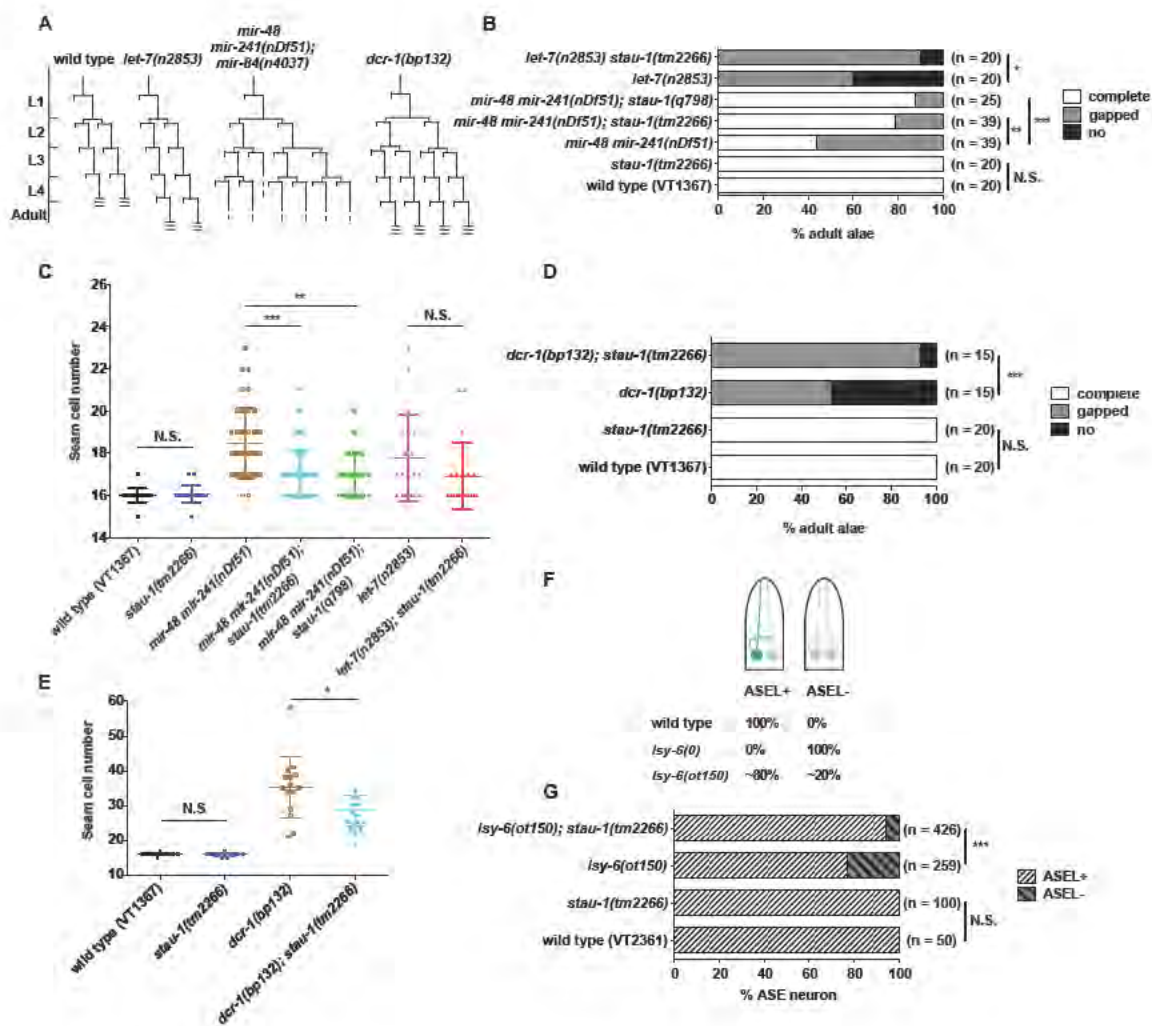 A
wild type
let-7(n2853)
mir-48
mir-241(nDf51);
mir-84(n4037)
dcr-1(bp132)
L1
L2
L3
L4
Adult
B
let-7(n2853) stau-1(tm2266)
(n = 20)
*
let-7(n2853)
(n = 20)
mir-48 mir-241(nDf51); stau-1(q798)
(n = 25)
mir-48 mir-241(nDf51); stau-1(tm2266)
(n = 39)
**
***
mir-48 mir-241(nDf51)
(n = 39)
stau-1(tm2266)
(n = 20)
N.S.
wild type (VT1367)
(n = 20)
0 20 40 60 80 100
% adult alae
complete
gapped
no
C
Seam cell number
26
24
22
20
18
16
14
N.S.
***
**
N.S.
wild type (VT1367)
stau-1(tm2266)
mir-48 mir-241(nDf51)
mir-48 mir-241(nDf51);
stau-1(tm2266)
mir-48 mir-241(nDf51);
stau-1(q798)
let-7(n2853)
let-7(n2853); stau-1(tm2266)
D
dcr-1(bp132); stau-1(tm2266)
(n = 15)
***
dcr-1(bp132)
(n = 15)
stau-1(tm2266)
(n = 20)
N.S.
wild type (VT1367)
(n = 20)
0 20 40 60 80 100
% adult alae
complete
gapped
no
E
Seam cell number
60
50
40
30
20
10
N.S
*
wild type (VT1367)
stau-1(tm2266)
dcr-1(bp132)
dcr-1(bp132); stau-1(tm2266)
F
ASEL+ ASEL-
wild type 100% 0%
lsy-6(0) 0% 100%
lsy-6(ot150) ~80% ~20%
G
lsy-6(ot150); stau-1(tm2266)
(n = 426)
***
lsy-6(ot150)
(n = 259)
stau-1(tm2266)
(n = 100)
N.S.
wild type (VT2361)
(n = 50)
0 20 40 60 80 100
% ASE neuron
ASEL+
ASEL-